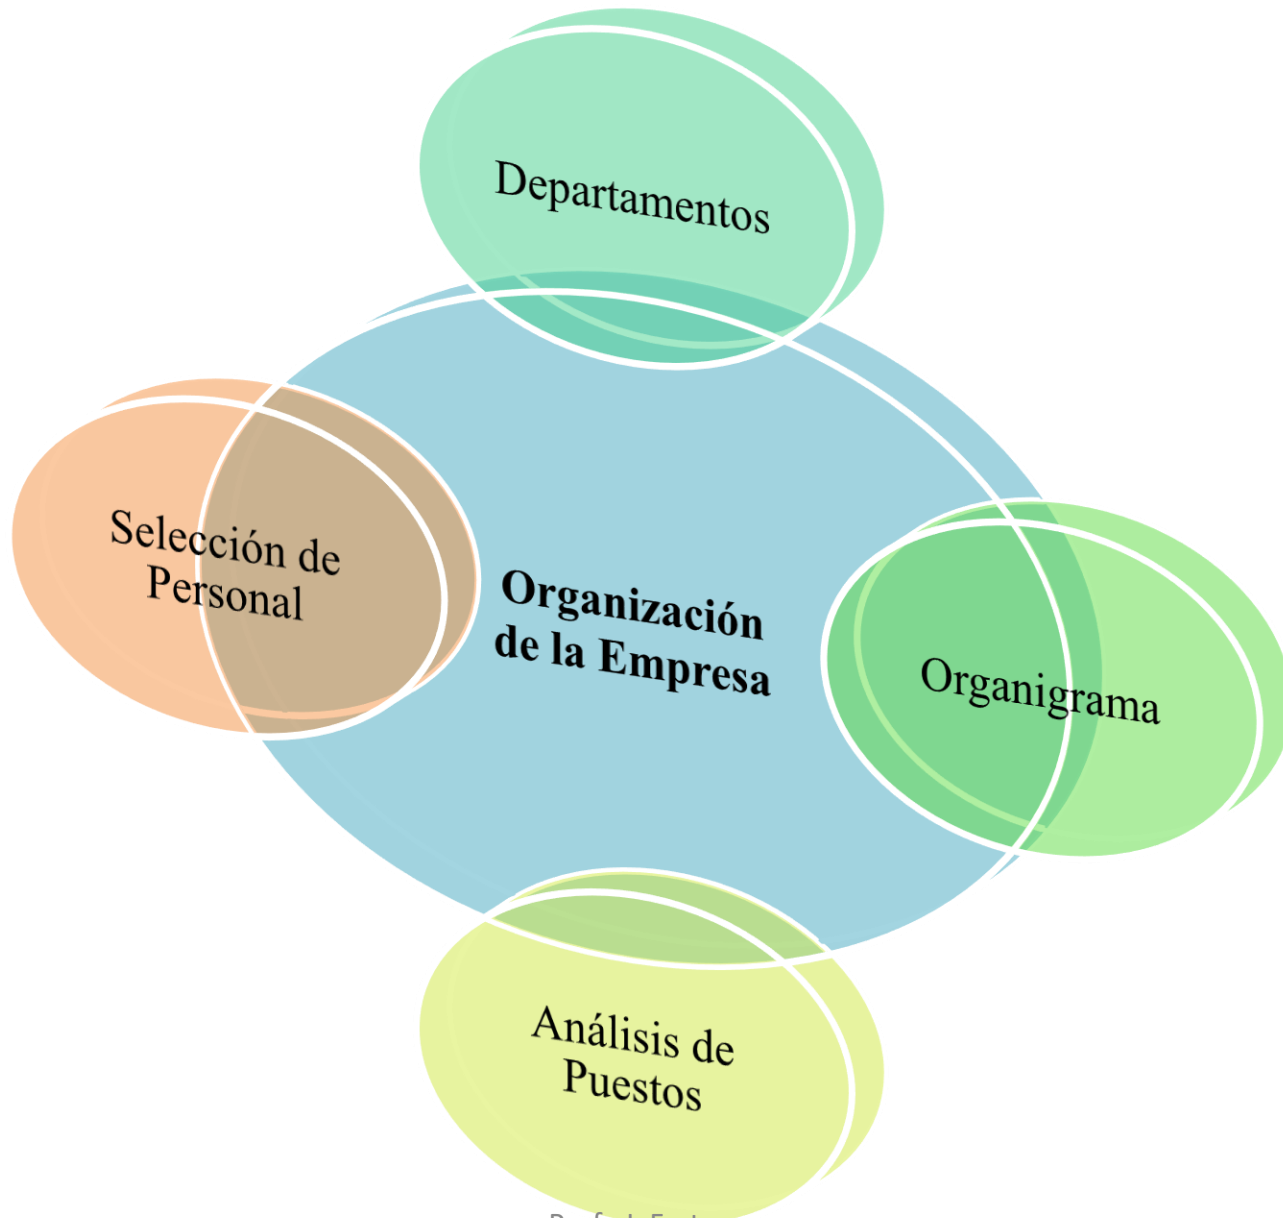 Departamentos
Selección de
Personal
Organización
de la Empresa
Organigrama
Análisis de
Puestos